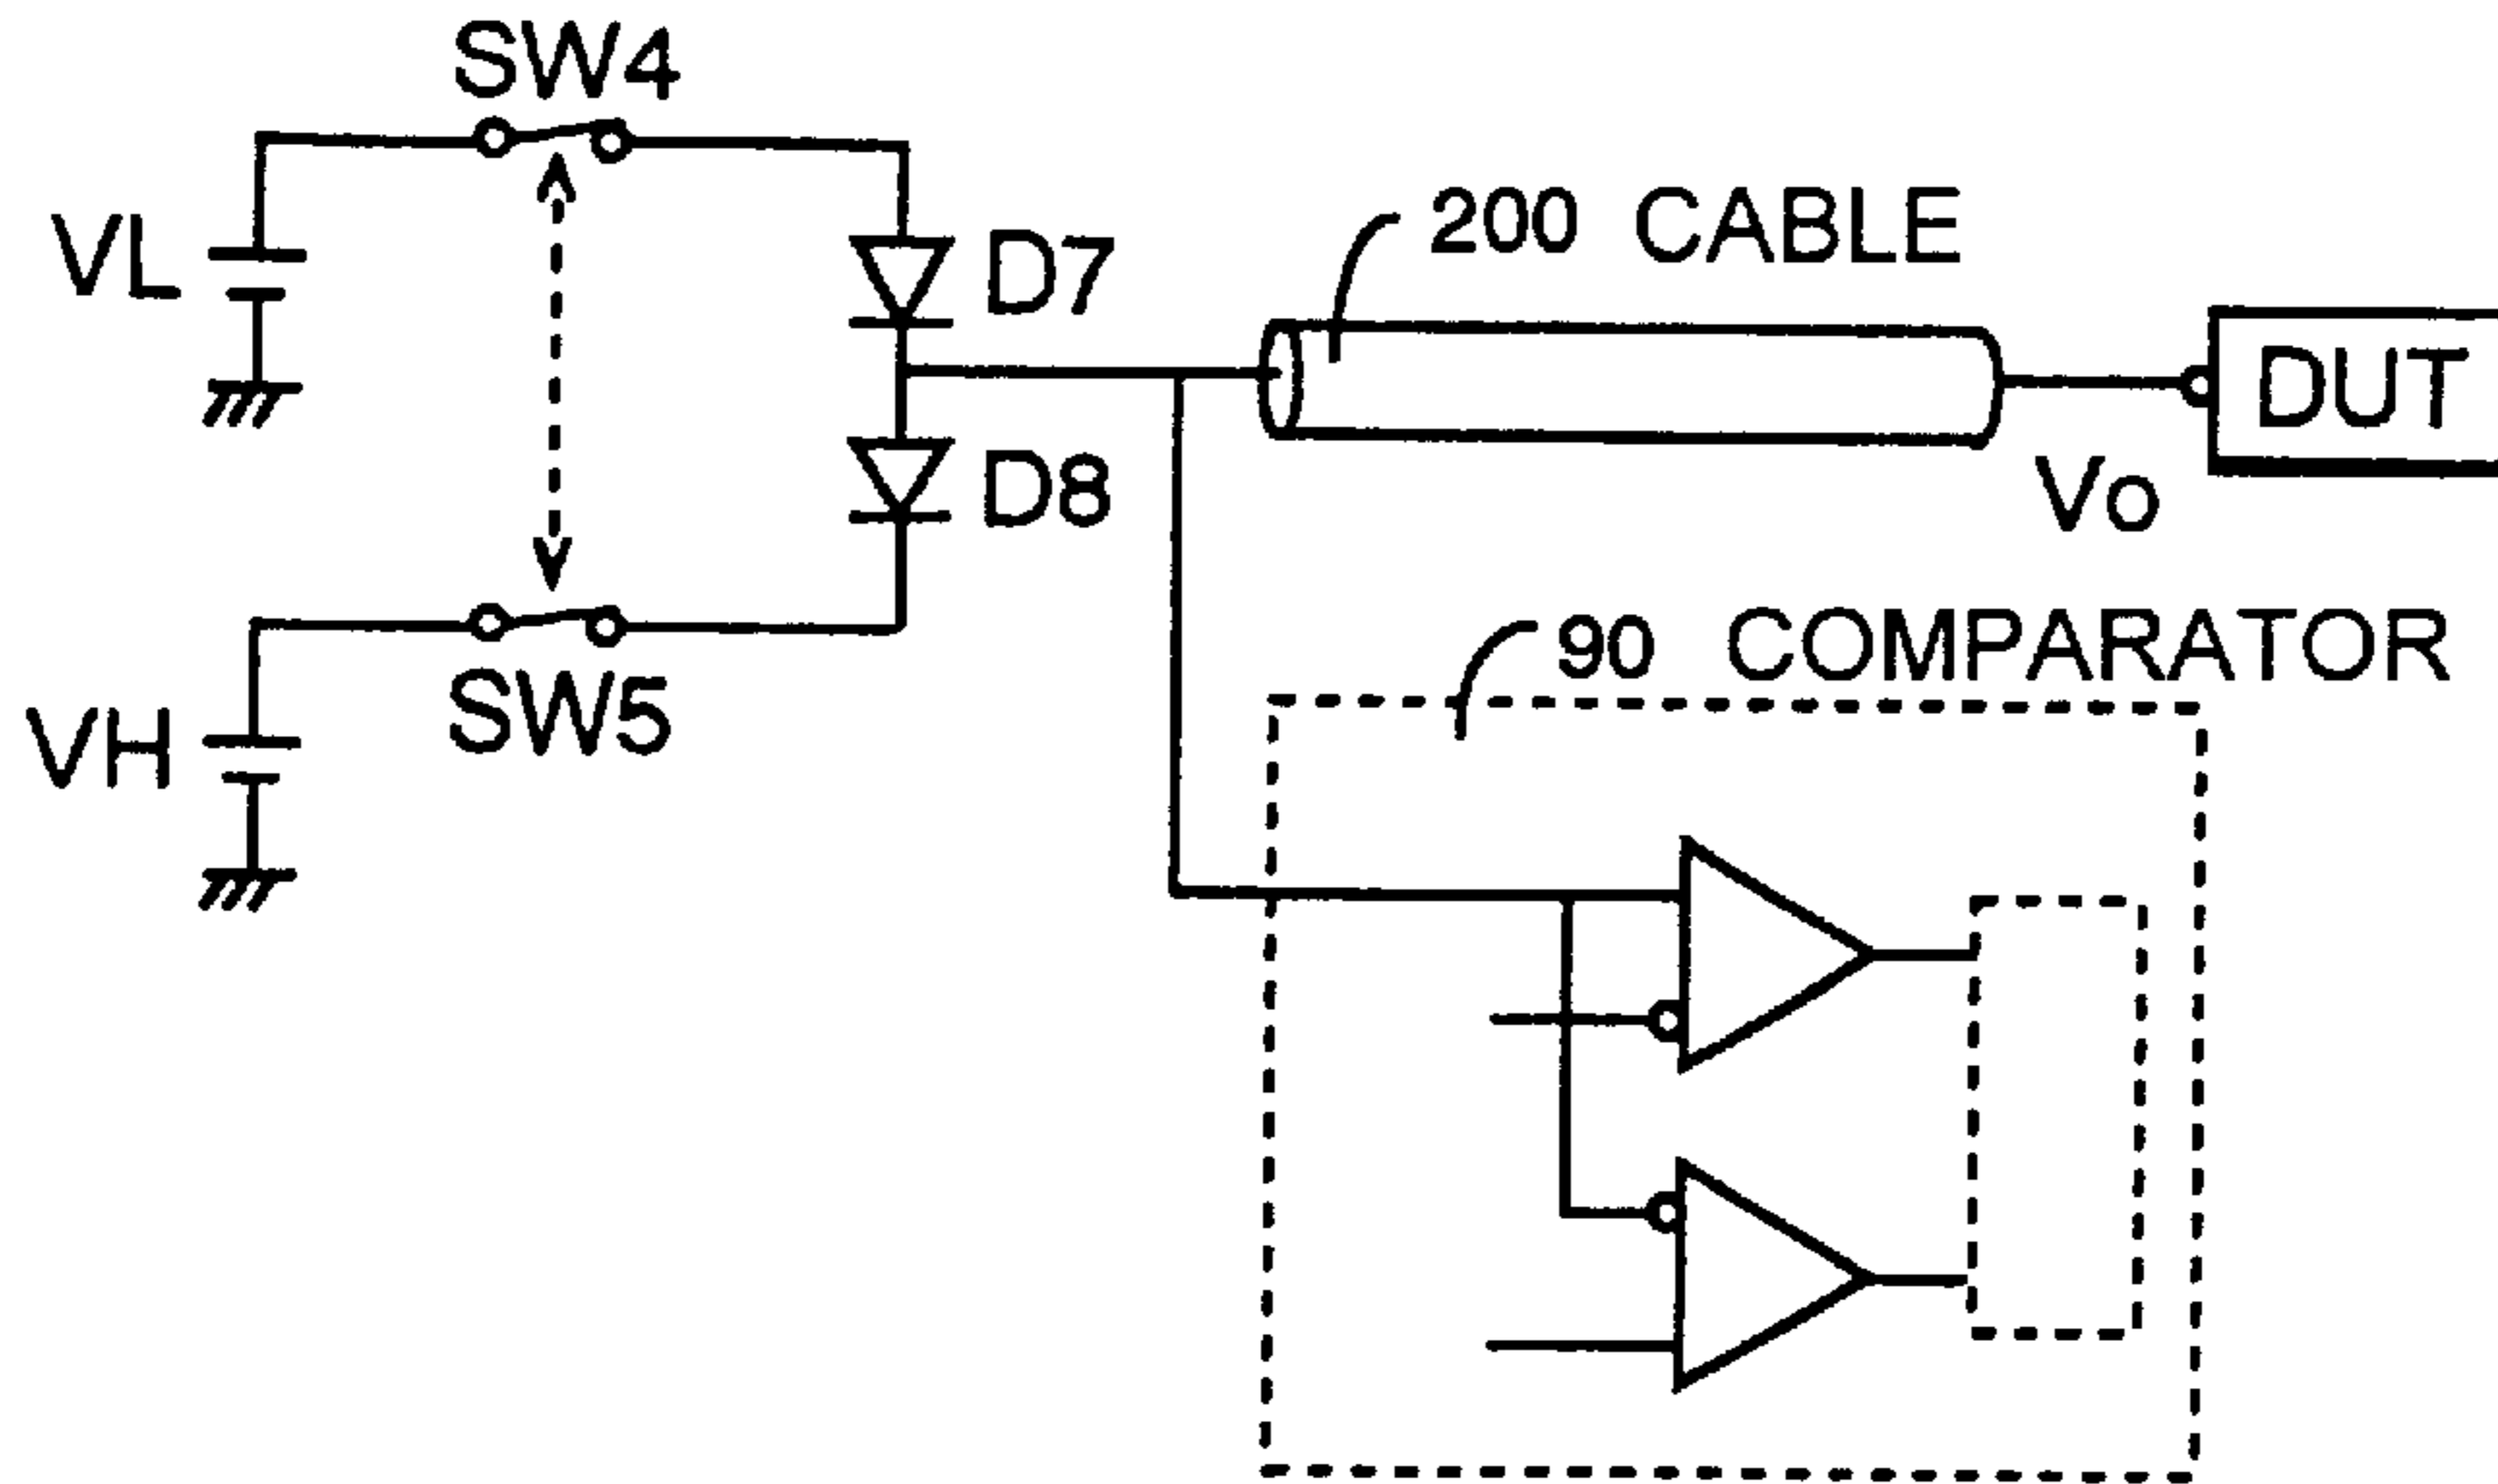 SW4
VL
D7
200 CABLE
DUT
D8
Vo
SW5
VH
90 COMPARATOR